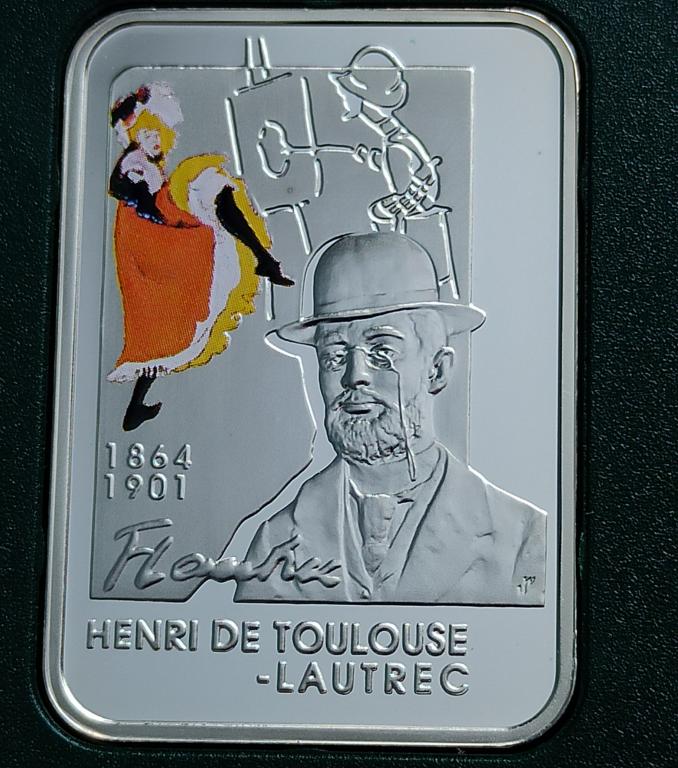 1864
1901
HENRI DE TOULOUSE
-LAUTREC